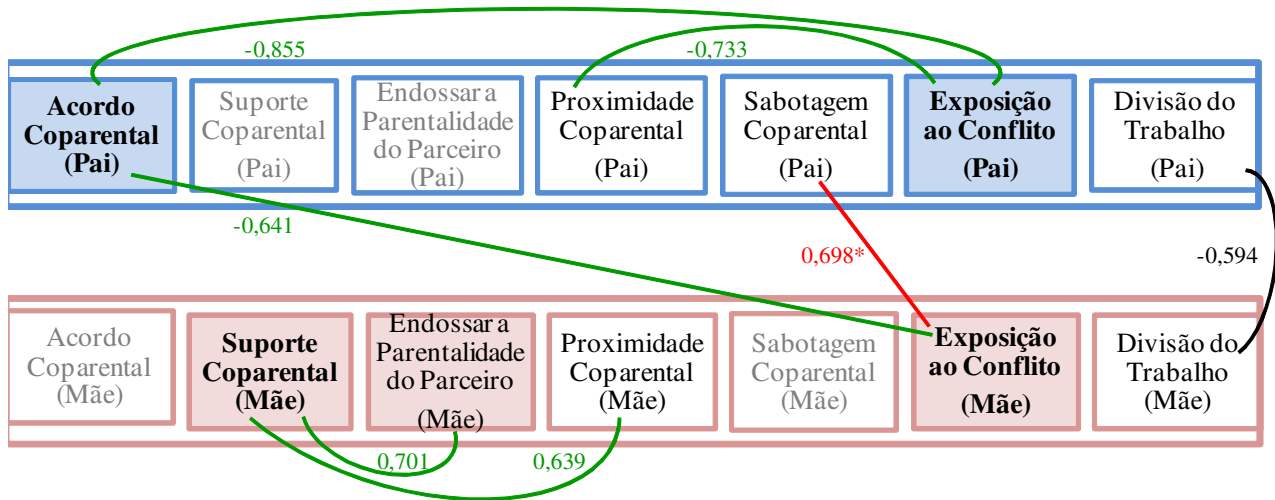 -0,855
-0,733
Acordo
Coparental
(Pai)
Suporte
Coparental
(Pai)
Endossar a
Parentalidade
do Parceiro
(Pai)
Proximidade
Coparental
(Pai)
Sabotagem
Coparental
(Pai)
Exposição
ao Conflito
(Pai)
Divisão do
Trabalho
(Pai)
-0,641
0,698*
-0,594
Acordo
Coparental
(Mãe)
Suporte
Coparental
(Mãe)
Endossar a
Parentalidade
do Parceiro
(Mãe)
Proximidade
Coparental
(Mãe)
Sabotagem
Coparental
(Mãe)
Exposição
ao Conflito
(Mãe)
Divisão do
Trabalho
(Mãe)
0,701
0,639